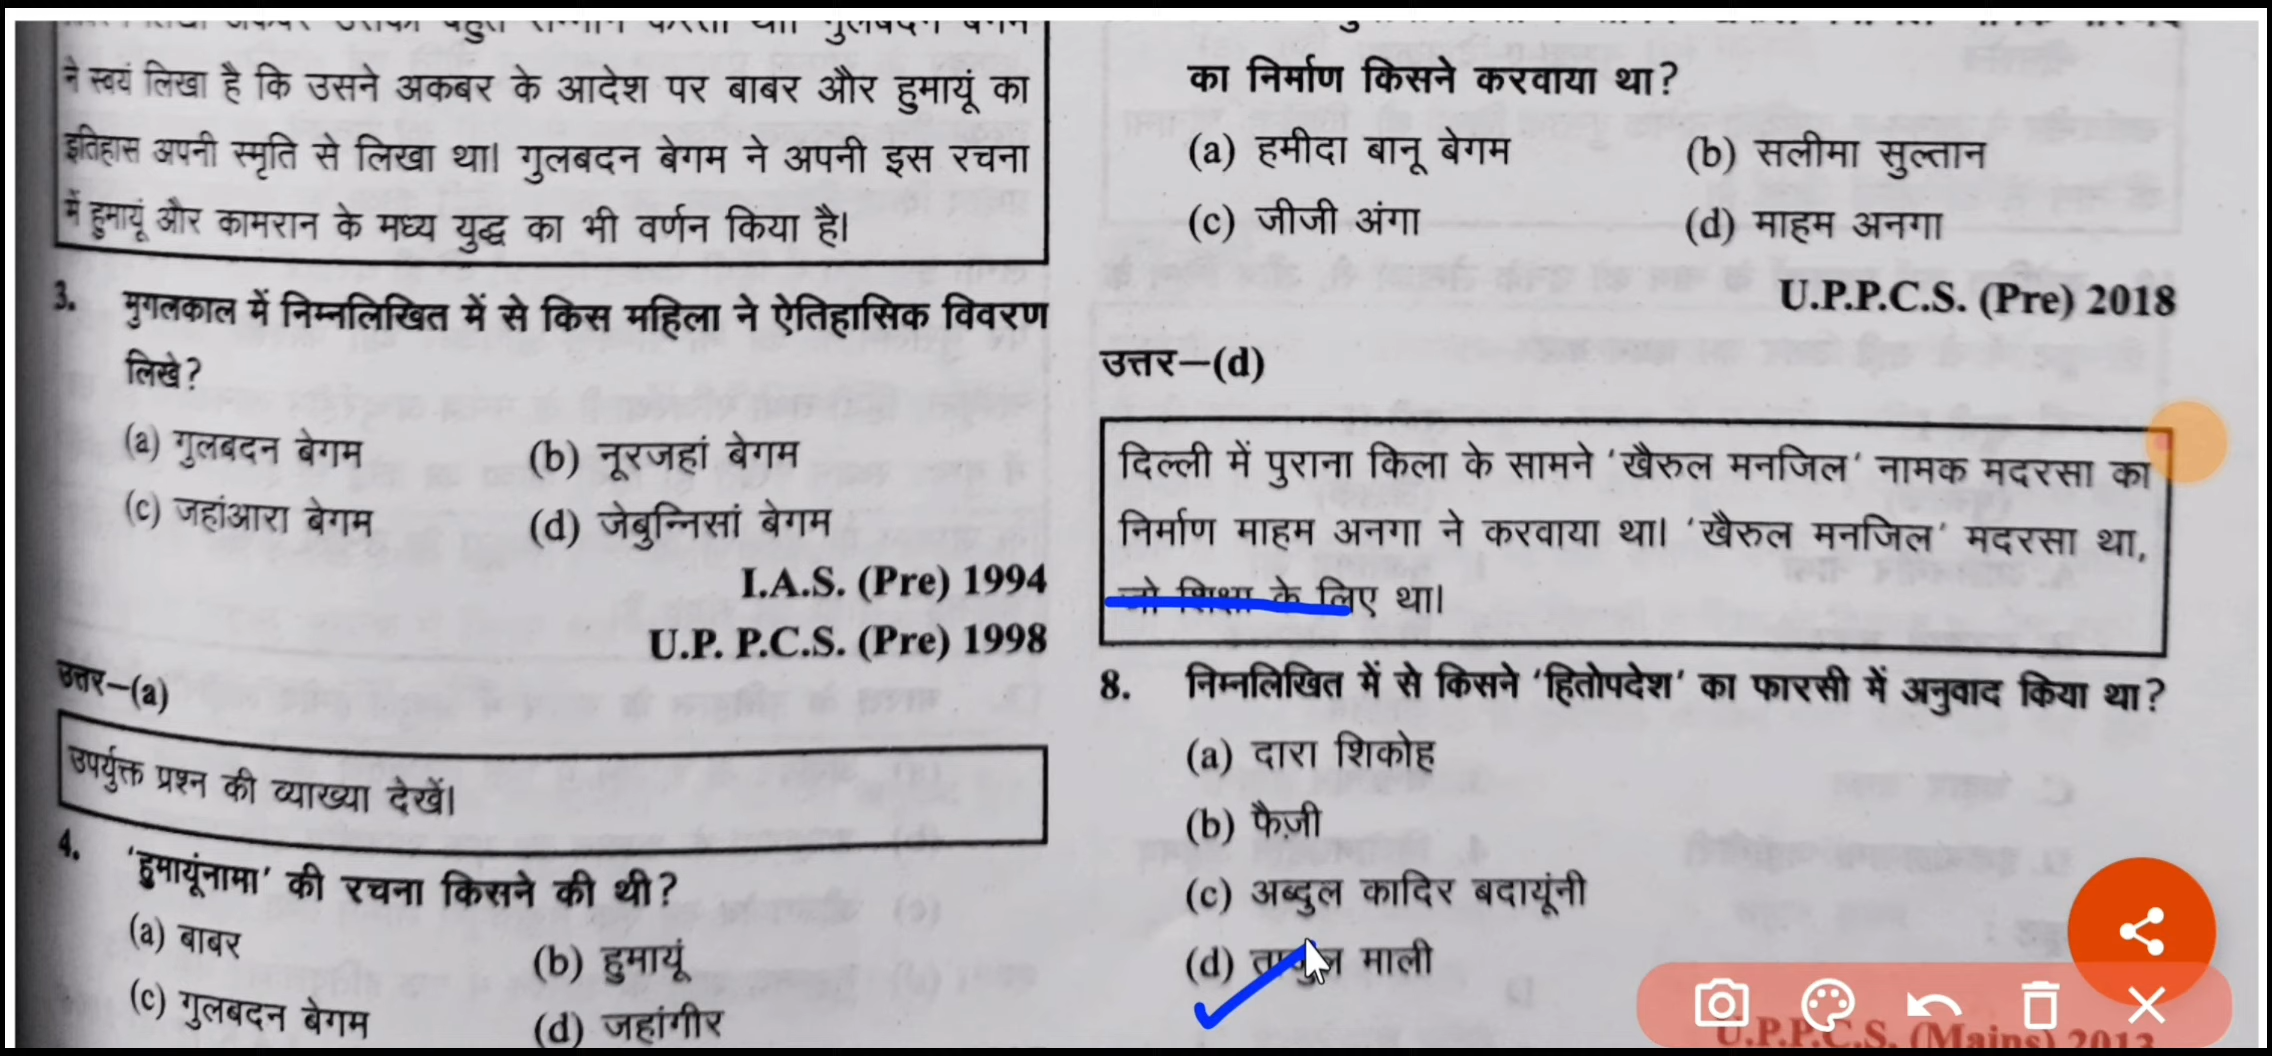 ने स्वयं लिखा है कि उसने अकबर के आदेश पर बाबर और हुमायूं का
इतिहास अपनी स्मृति से लिखा था। गुलबदन बेगम ने अपनी इस रचना
में हुमायूं और कामरान के मध्य युद्ध का भी वर्णन किया है।
3. मुगलकाल में निम्नलिखित में से किस महिला ने ऐतिहासिक विवरण
लिखे?
(a) गुलबदन बेगम (b) नूरजहां बेगम
(c) जहांआरा बेगम (d) जेबुन्निसां बेगम
I.A.S. (Pre) 1994
U.P. P.C.S. (Pre) 1998
उत्तर–(a)
उपर्युक्त प्रश्न की व्याख्या देखें।
4. 'हुमायूंनामा' की रचना किसने की थी?
(a) बाबर (b) हुमायूं
(c) गुलबदन बेगम (d) जहांगीर
का निर्माण किसने करवाया था?
(a) हमीदा बानू बेगम (b) सलीमा सुल्तान
(c) जीजी अंगा (d) माहम अनगा
U.P.P.C.S. (Pre) 2018
उत्तर–(d)
दिल्ली में पुराना किला के सामने 'खैरुल मनजिल' नामक मदरसा का
निर्माण माहम अनगा ने करवाया था। 'खैरुल मनजिल' मदरसा था,
जो शिक्षा के लिए था।
8. निम्नलिखित में से किसने 'हितोपदेश' का फारसी में अनुवाद किया था?
(a) दारा शिकोह
(b) फैज़ी
(c) अब्दुल कादिर बदायूंनी
(d) माली
U.P.P.C.S. (Mains) 2013